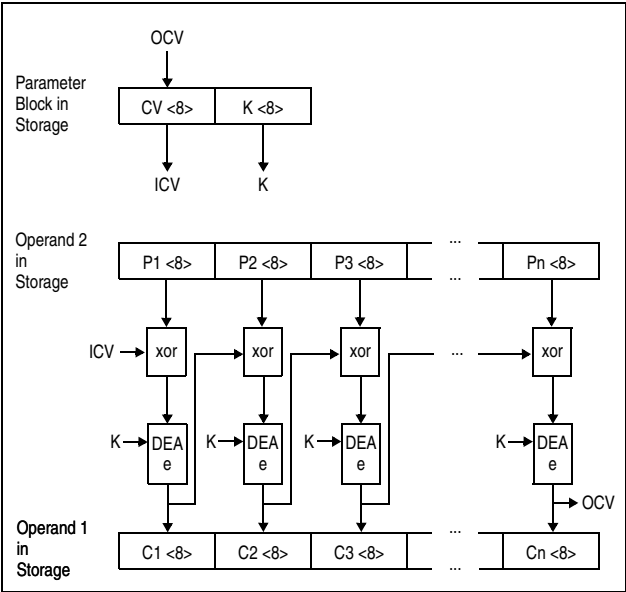 OCV
Parameter
Block in
Storage
CV <8> K <8>
ICV K
Operand 2
in
Storage
...
P1 <8> P2 <8> P3 <8> Pn <8>
...
ICV xor xor xor ... xor
K DEA K DEA K DEA K DEA
e e e e
OCV
Operand 1
in
Storage
...
C1 <8> C2 <8> C3 <8> Cn <8>
...